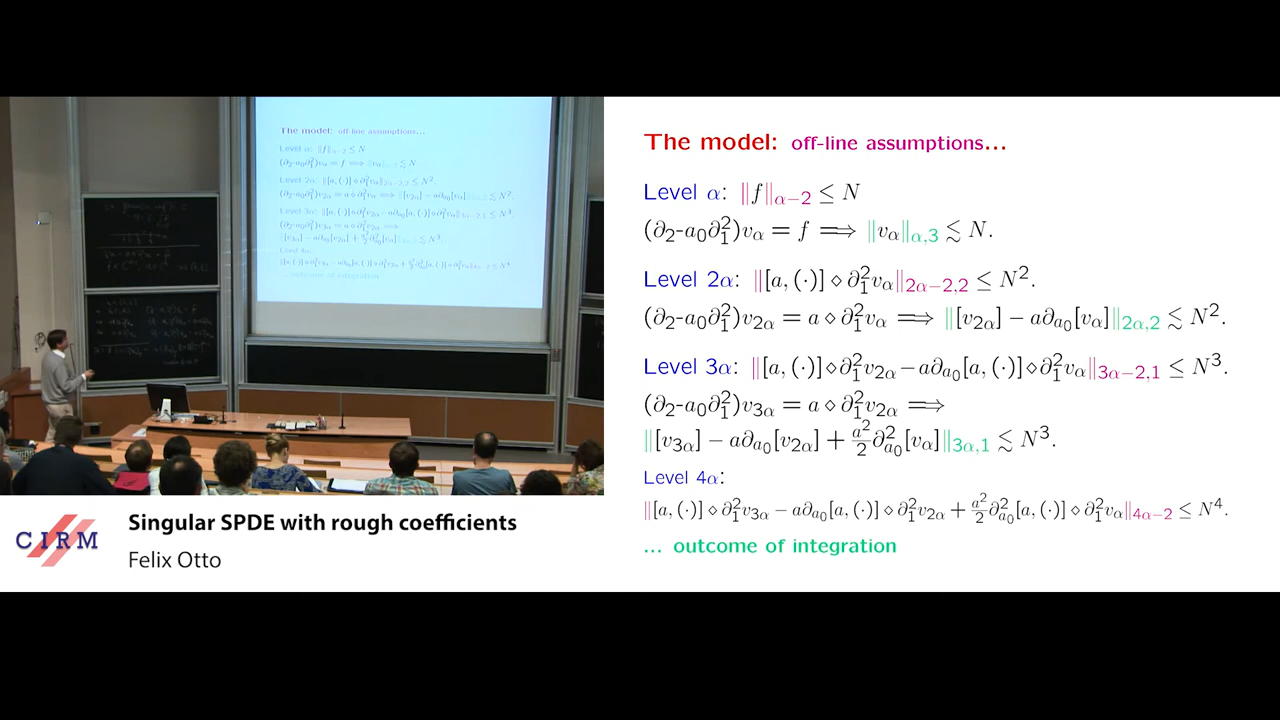 The model: off-line assumptions...
Level α: ‖f‖_{α−2} ≤ N
(∂₂-a₀∂₁²)v_α = f ⟹ ‖v_α‖_{α,3} ≲ N.
Level 2α: ‖[a, (·)] ⋄ ∂₁²v_α‖_{2α−2,2} ≤ N².
(∂₂-a₀∂₁²)v_{2α} = a ⋄ ∂₁²v_α ⟹ ‖[v_{2α}] − a∂_{a₀}[v_α]‖_{2α,2} ≲ N².
Level 3α: ‖[a, (·)]⋄∂₁²v_{2α}−a∂_{a₀}[a, (·)]⋄∂₁²v_α‖_{3α−2,1} ≤ N³.
(∂₂-a₀∂₁²)v_{3α} = a ⋄ ∂₁²v_{2α} ⟹
‖[v_{3α}] − a∂_{a₀}[v_{2α}] + a²/2 ∂²_{a₀}[v_α]‖_{3α,1} ≲ N³.
Level 4α:
‖[a, (·)] ⋄ ∂₁²v_{3α} − a∂_{a₀}[a, (·)] ⋄ ∂₁²v_{2α} + a²/2 ∂²_{a₀}[a, (·)] ⋄ ∂₁²v_α‖_{4α−2} ≤ N⁴.
... outcome of integration
CIRM
Singular SPDE with rough coefficients
Felix Otto